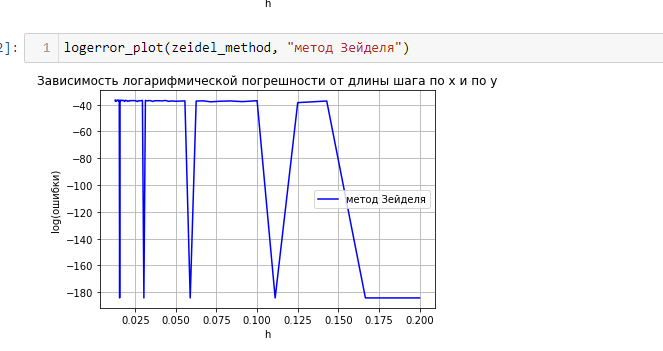 h
2]: 1 logerror_plot(zeidel_method, "метод Зейделя")
Зависимость логарифмической погрешности от длины шага по x и по y
−40
−60
−80
−100
−120
−140
−160
−180
log(ошибки)
метод Зейделя
0.025 0.050 0.075 0.100 0.125 0.150 0.175 0.200
h